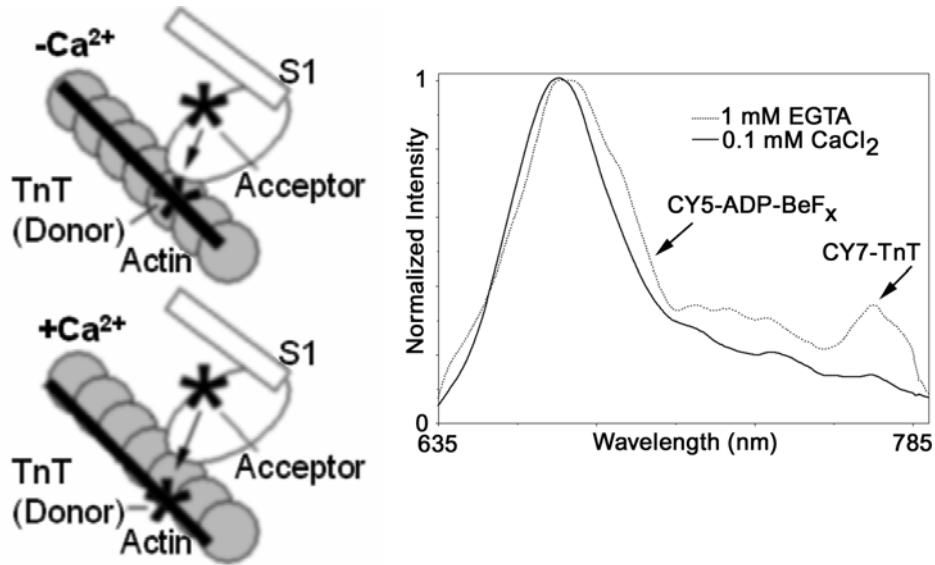 -Ca²⁺
S1
TnT
(Donor)
Acceptor
Actin
+Ca²⁺
S1
TnT
(Donor)
Acceptor
Actin
Normalized Intensity
1
0
1 mM EGTA
0.1 mM CaCl₂
CY5-ADP-BeFₓ
CY7-TnT
635
Wavelength (nm)
785